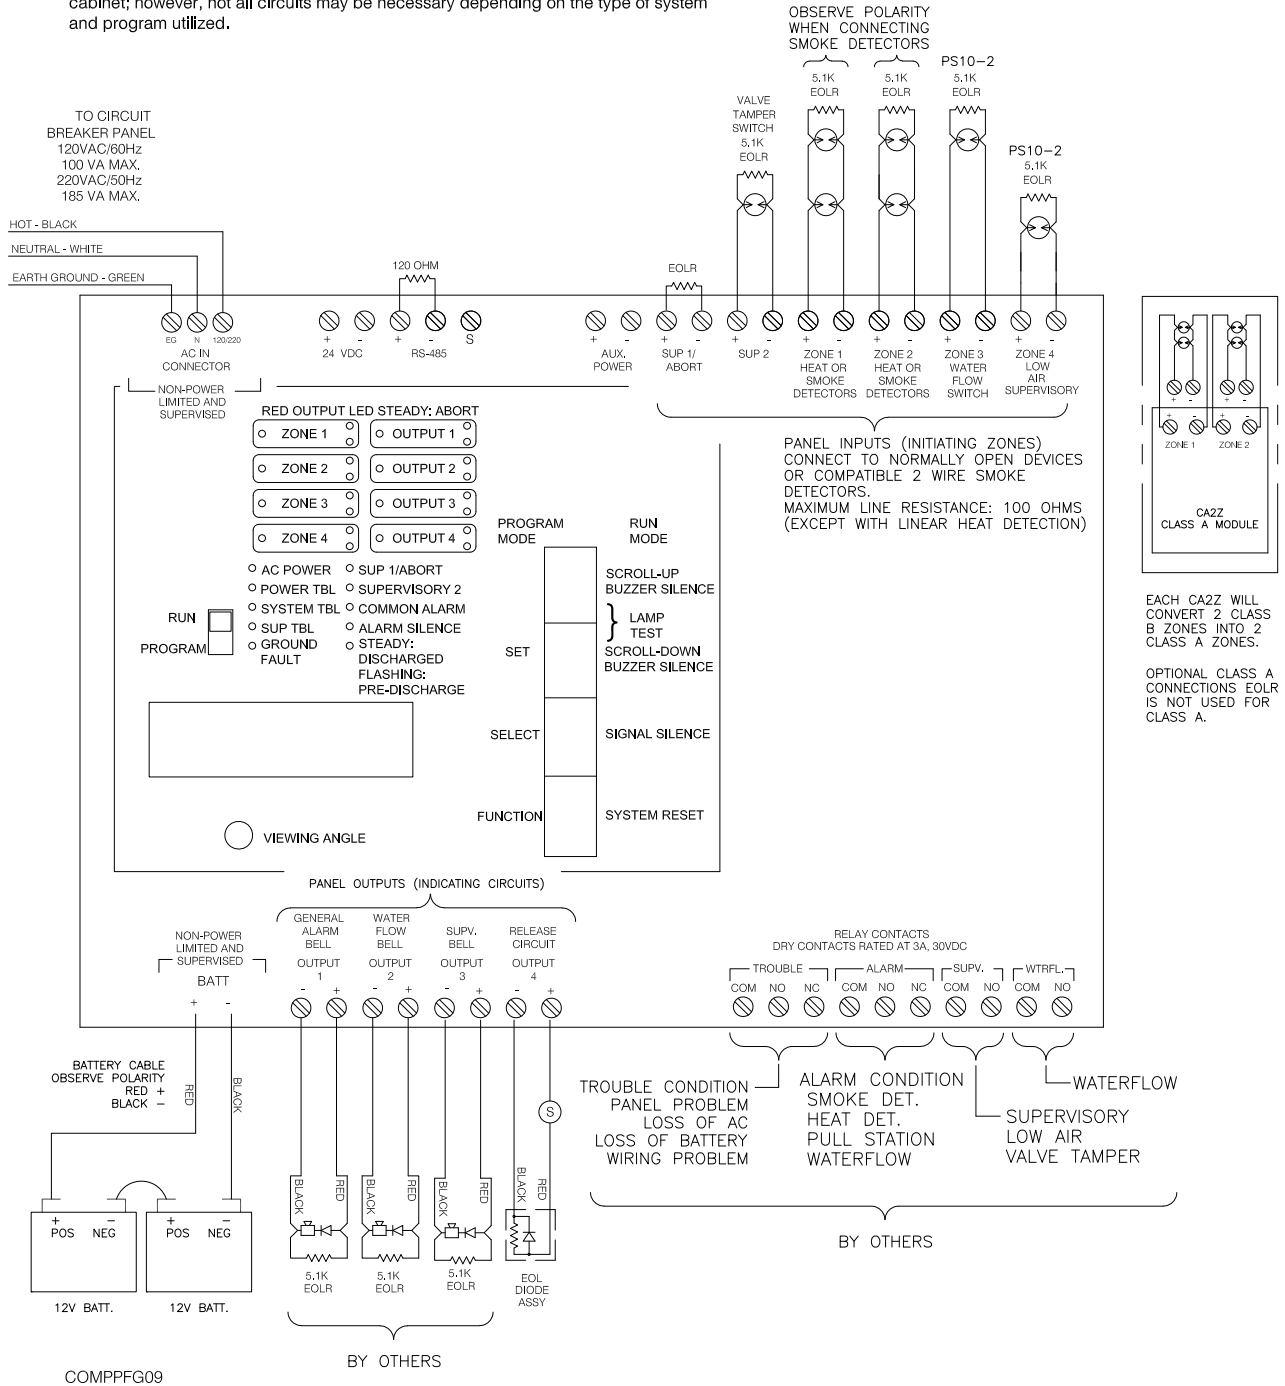 cabinet; however, not all circuits may be necessary depending on the type of system
and program utilized.
OBSERVE POLARITY
WHEN CONNECTING
SMOKE DETECTORS
5.1K
EOLR
5.1K
EOLR
PS10-2
5.1K
EOLR
VALVE
TAMPER
SWITCH
5.1K
EOLR
PS10-2
5.1K
EOLR
TO CIRCUIT
BREAKER PANEL
120VAC/60Hz
100 VA MAX.
220VAC/50Hz
185 VA MAX.
HOT - BLACK
NEUTRAL - WHITE
EARTH GROUND - GREEN
120 OHM
EOLR
EG N 120/220
AC IN
CONNECTOR
+ -
24 VDC
+ -
RS-485
S
+ -
AUX.
POWER
+ -
SUP 1/
ABORT
+ -
SUP 2
+ -
ZONE 1
HEAT OR
SMOKE
DETECTORS
+ -
ZONE 2
HEAT OR
SMOKE
DETECTORS
+ -
ZONE 3
WATER
FLOW
SWITCH
+ -
ZONE 4
LOW
AIR
SUPERVISORY
NON-POWER
LIMITED AND
SUPERVISED
RED OUTPUT LED STEADY: ABORT
ZONE 1 OUTPUT 1
ZONE 2 OUTPUT 2
ZONE 3 OUTPUT 3
ZONE 4 OUTPUT 4
AC POWER SUP 1/ABORT
POWER TBL SUPERVISORY 2
SYSTEM TBL COMMON ALARM
SUP TBL ALARM SILENCE
GROUND
FAULT
STEADY:
DISCHARGED
FLASHING:
PRE-DISCHARGE
RUN
PROGRAM
PROGRAM
MODE
RUN
MODE
SCROLL-UP
BUZZER SILENCE
} LAMP
TEST
SET
SCROLL-DOWN
BUZZER SILENCE
SELECT
SIGNAL SILENCE
FUNCTION
SYSTEM RESET
VIEWING ANGLE
PANEL INPUTS (INITIATING ZONES)
CONNECT TO NORMALLY OPEN DEVICES
OR COMPATIBLE 2 WIRE SMOKE
DETECTORS.
MAXIMUM LINE RESISTANCE: 100 OHMS
(EXCEPT WITH LINEAR HEAT DETECTION)
+ - + -
+ - + -
ZONE 1 ZONE 2
CA2Z
CLASS A MODULE
EACH CA2Z WILL
CONVERT 2 CLASS
B ZONES INTO 2
CLASS A ZONES.
OPTIONAL CLASS A
CONNECTIONS EOLR
IS NOT USED FOR
CLASS A.
PANEL OUTPUTS (INDICATING CIRCUITS)
NON-POWER
LIMITED AND
SUPERVISED
BATT
+ -
GENERAL
ALARM
BELL
OUTPUT
1
- +
WATER
FLOW
BELL
OUTPUT
2
- +
SUPV.
BELL
OUTPUT
3
- +
RELEASE
CIRCUIT
OUTPUT
4
- +
RELAY CONTACTS
DRY CONTACTS RATED AT 3A, 30VDC
TROUBLE ALARM SUPV. WTRFL.
COM NO NC COM NO NC COM NO COM NO
BATTERY CABLE
OBSERVE POLARITY
RED +
BLACK -
RED
BLACK
S
BLACK
RED
BLACK
RED
BLACK
RED
BLACK
RED
TROUBLE CONDITION
PANEL PROBLEM
LOSS OF AC
LOSS OF BATTERY
WIRING PROBLEM
ALARM CONDITION
SMOKE DET.
HEAT DET.
PULL STATION
WATERFLOW
SUPERVISORY
LOW AIR
VALVE TAMPER
WATERFLOW
BY OTHERS
+ -
POS NEG
+ -
POS NEG
12V BATT. 12V BATT.
5.1K
EOLR
5.1K
EOLR
5.1K
EOLR
EOL
DIODE
ASSY
BY OTHERS
COMPPFG09